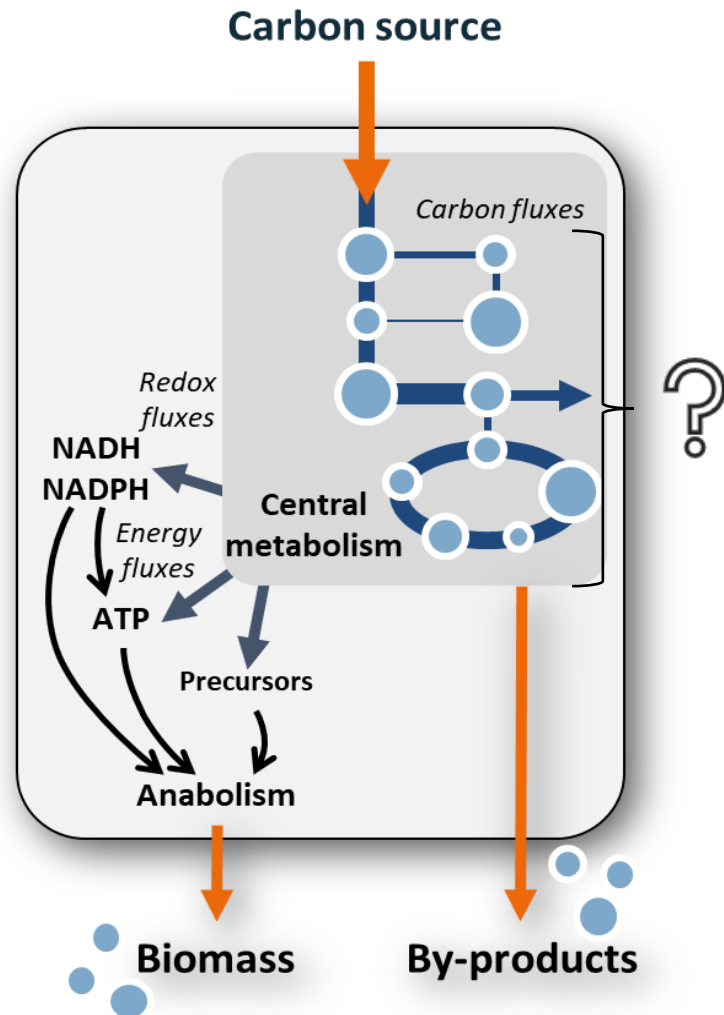 Carbon source
Carbon fluxes
?
Redox
fluxes
NADH
NADPH
Central
metabolism
Energy
fluxes
ATP
Precursors
Anabolism
Biomass
By-products